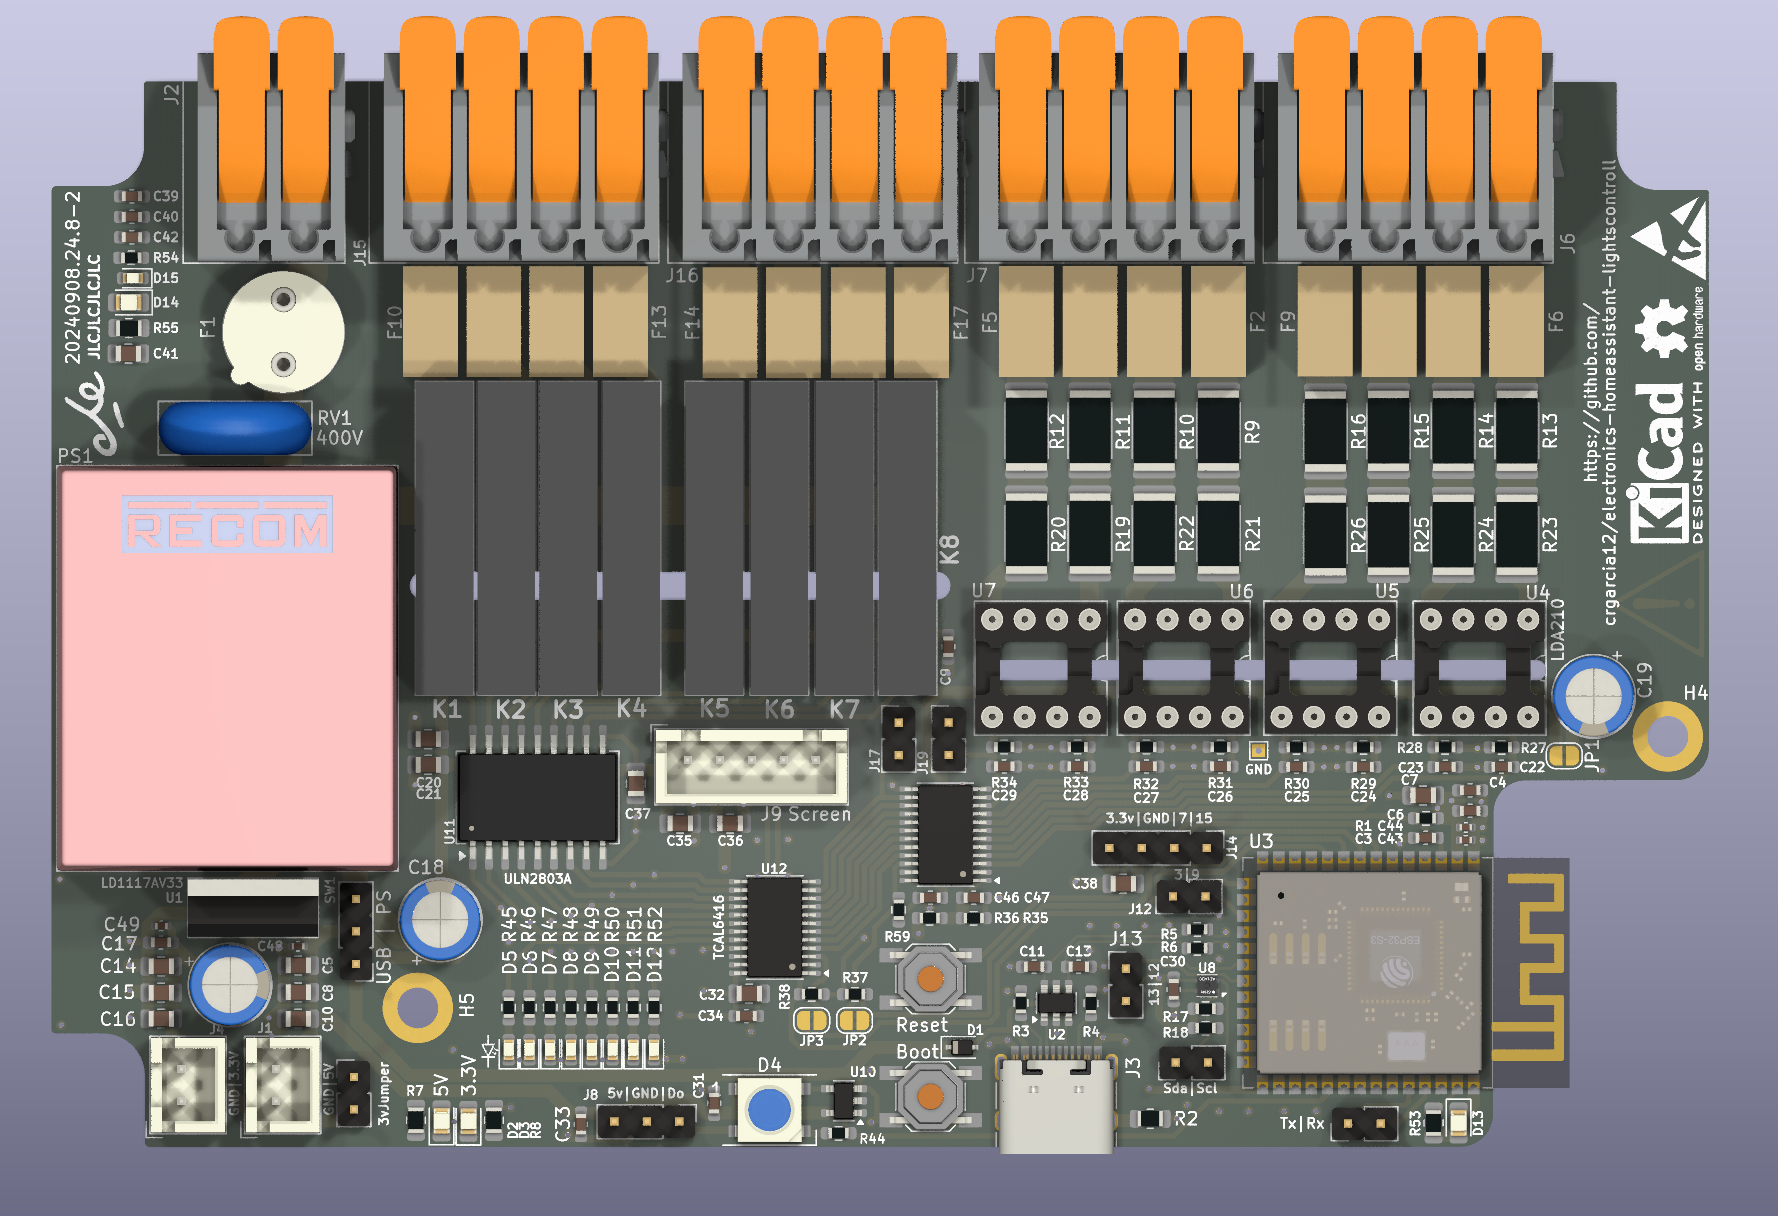 J2
J15
J16
J7
J6
20240908.24.8-2
JLCJLCJLCJLC
C39
C40
C42
R54
D15
D14
R55
C41
F1
F10
F13
F14
F17
F5
F2
F9
F6
https://github.com/
crgarcia12/electronics-homeassistant-lightscontroll
open hardware
KiCad
DESIGNED WITH
RV1
400V
PS1
RECOM
R12
R11
R10
R9
R16
R15
R14
R13
R20
R19
R22
R21
R26
R25
R24
R23
K8
U7
U6
U5
U4
LDA210
C9
C19
H4
K1
K2
K3
K4
K5
K6
K7
J17
J19
C20
C21
U11
C37
J9 Screen
C35
C36
ULN2803A
R34
C29
R33
C28
R32
C27
R31
C26
GND
R30
C25
R29
C24
R28
C23
R27
C22
JP1
C7
C4
C6
R1 C44
C3 C43
3.3v|GND|7|15
J14
U3
C38
3|9
J12
C46 C47
R36 R35
R59
LD1117AV33
U1
SW1
C18
USB | PS
C49
C17
C48
C14
C15
C16
C5
C8
C10
H5
D5 R45
D6 R46
D7 R47
D8 R48
D9 R49
D10 R50
D11 R51
D12 R52
U12
TCAL6416
C32
C34
R38
R37
JP3
JP2
Reset
Boot
D1
C11
C13
R3
U2
R4
J13
13|12
R5
R6
C30
U8
R17
R18
Sda|Scl
ESP32-S3
J4
J1
GND|3.3V
GND|5V
3vJumper
R7
5V
3.3V
D2
D3
R8
C33
J8 5v|GND|Do
C31
D4
U10
R44
J3
R2
Tx|Rx
R53
D13